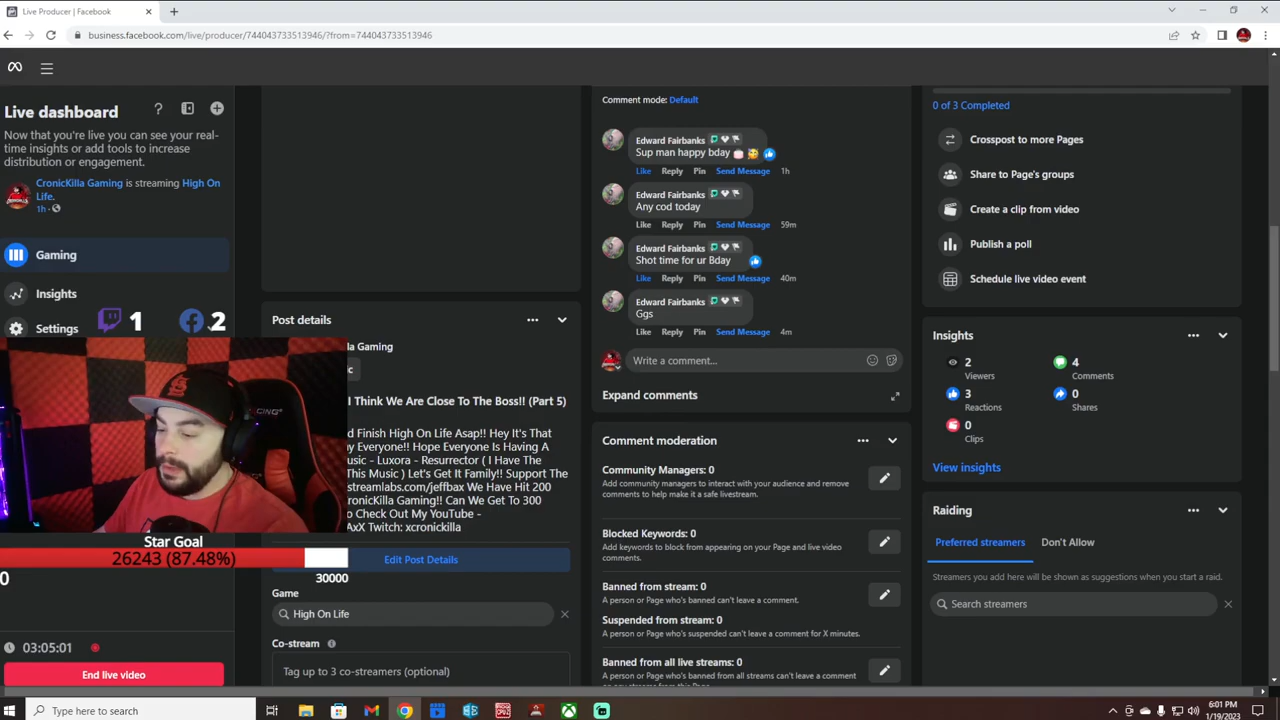 Live Producer | Facebook
business.facebook.com/live/producer/744043733513946/?from=744043733513946
Live dashboard
Now that you're live you can see your real-
time insights or add tools to increase
distribution or engagement.
CronicKilla Gaming is streaming High On
Life.
1h
Gaming
Insights
Settings
1
2
Star Goal
26243 (87.48%)
0
30000
03:05:01
End live video
Post details
lla Gaming
ic
I Think We Are Close To The Boss!! (Part 5)
d Finish High On Life Asap!! Hey It's That
y Everyone!! Hope Everyone Is Having A
usic - Luxora - Resurrector ( I Have The
This Music ) Let's Get It Family!! Support The
streamlabs.com/jeffbax We Have Hit 200
ronicKilla Gaming!! Can We Get To 300
o Check Out My YouTube -
AxX Twitch: xcronickilla
Edit Post Details
Game
High On Life
Co-stream
Tag up to 3 co-streamers (optional)
Comment mode: Default
Edward Fairbanks
Sup man happy bday
Like Reply Pin Send Message 1h
Edward Fairbanks
Any cod today
Like Reply Pin Send Message 59m
Edward Fairbanks
Shot time for ur Bday
Like Reply Pin Send Message 40m
Edward Fairbanks
Ggs
Like Reply Pin Send Message 4m
Write a comment...
Expand comments
Comment moderation
Community Managers: 0
Add community managers to interact with your audience and remove
comments to help make it a safe livestream.
Blocked Keywords: 0
Add keywords to block from appearing on your Page and live video
comments.
Banned from stream: 0
A person or Page who's banned can't leave a comment.
Suspended from stream: 0
A person or Page who's suspended can't leave a comment for X minutes.
Banned from all live streams: 0
A person or Page who's banned from all streams can't leave a comment
0 of 3 Completed
Crosspost to more Pages
Share to Page's groups
Create a clip from video
Publish a poll
Schedule live video event
Insights
2
Viewers
4
Comments
3
Reactions
0
Shares
0
Clips
View insights
Raiding
Preferred streamers Don't Allow
Streamers you add here will be shown as suggestions when you start a raid.
Search streamers
Type here to search
6:01 PM
1/19/2023